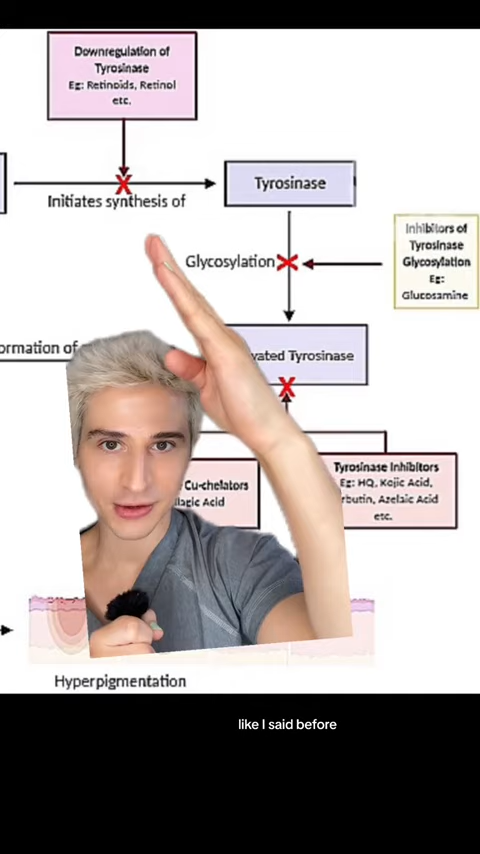 Downregulation of
Tyrosinase
Eg: Retinoids, Retinol
etc.
Initiates synthesis of
Tyrosinase
Inhibitors of
Tyrosinase
Glycosylation
Eg:
Glucosamine
Glycosylation
ormation of
vated Tyrosinase
Cu-chelators
llagic Acid
Tyrosinase Inhibitors
Eg: HQ, Kojic Acid,
rbutin, Azelaic Acid
etc.
Hyperpigmentation
like I said before